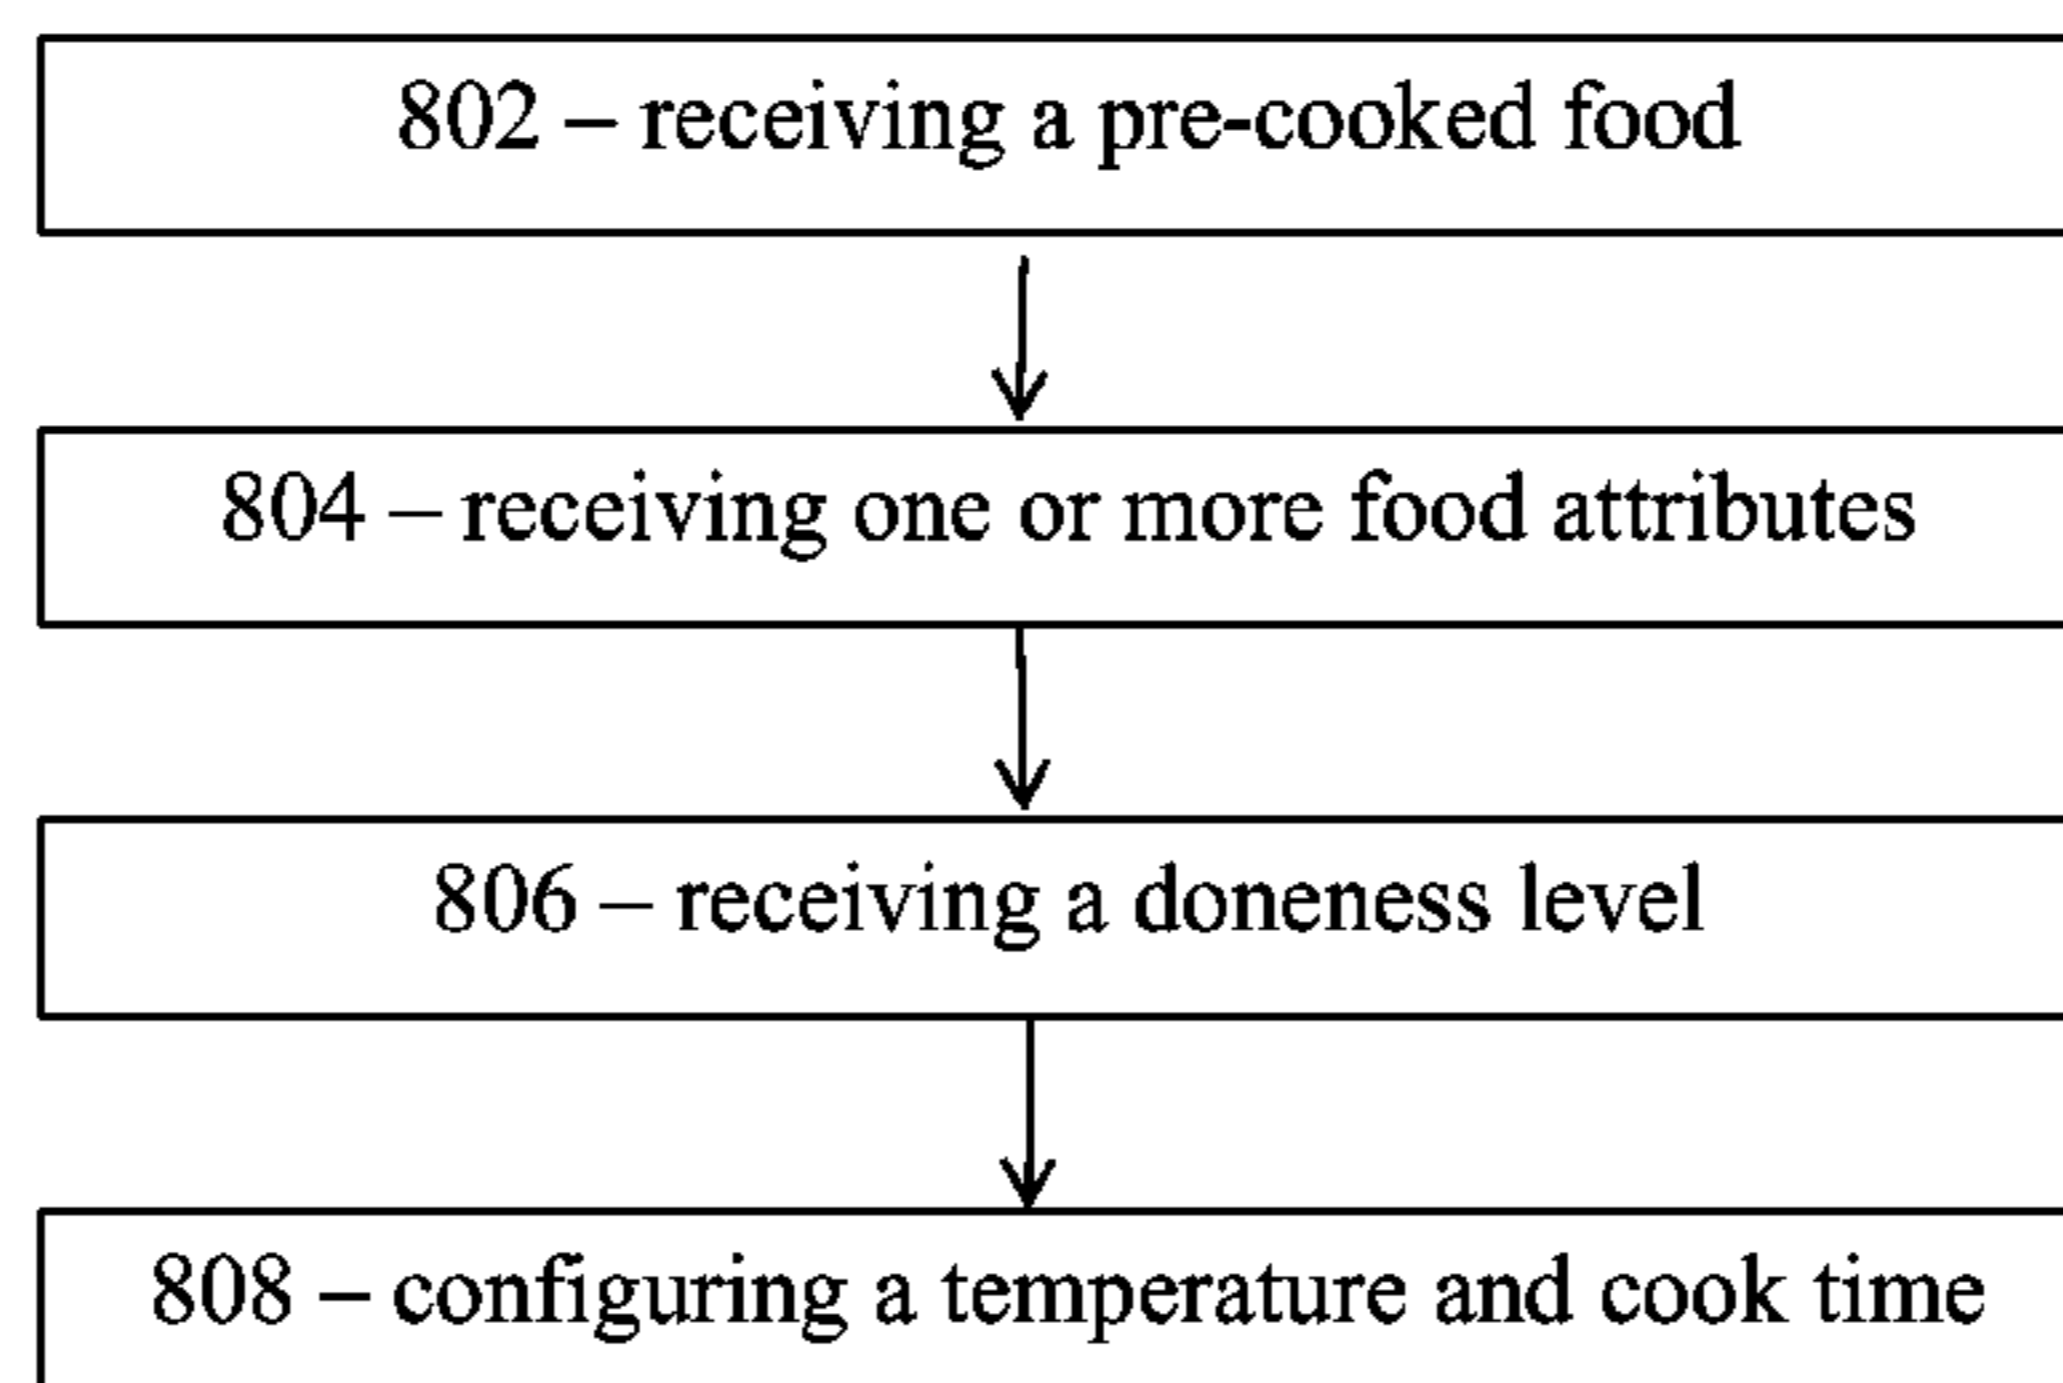 802 – receiving a pre-cooked food
804 – receiving one or more food attributes
806 – receiving a doneness level
808 – configuring a temperature and cook time